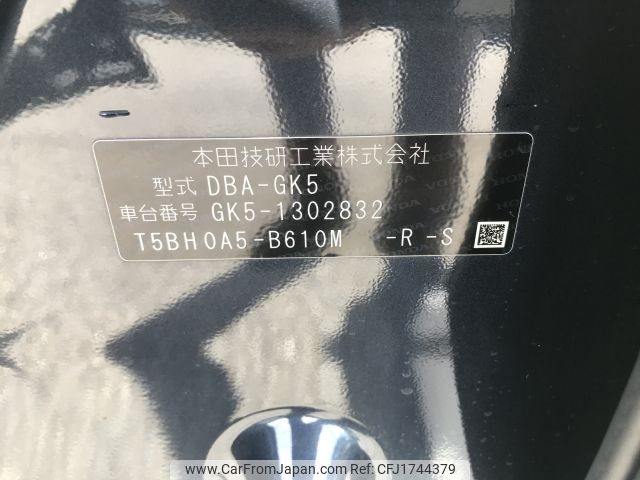 本田技研工業株式会社
型式 DBA-GK5
車台番号 GK5-1302832
T5BH0A5-B610M -R -S
© www.CarFromJapan.com Ref Code: CFJ1744379